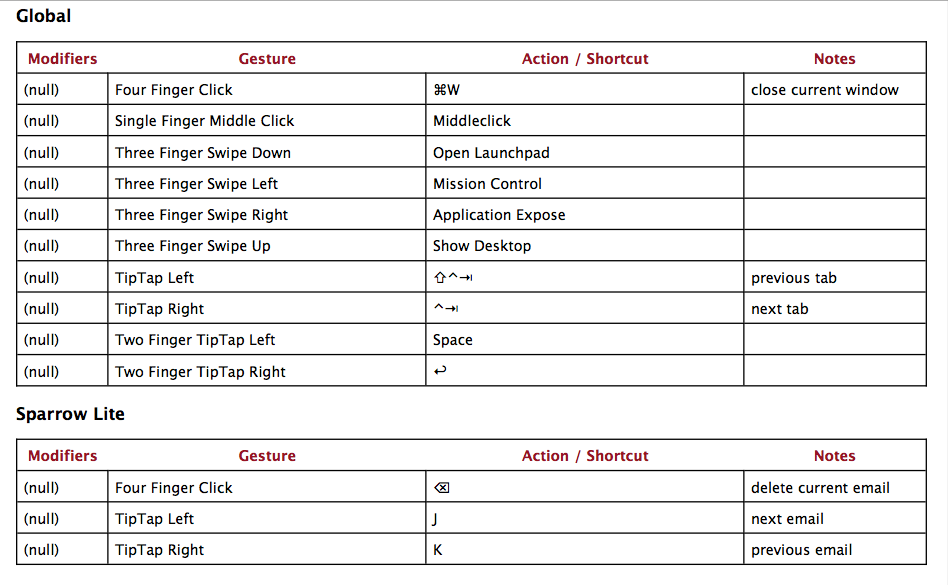 Global
Modifiers Gesture Action / Shortcut Notes
(null) Four Finger Click ⌘W close current window
(null) Single Finger Middle Click Middleclick
(null) Three Finger Swipe Down Open Launchpad
(null) Three Finger Swipe Left Mission Control
(null) Three Finger Swipe Right Application Expose
(null) Three Finger Swipe Up Show Desktop
(null) TipTap Left ⇧^⇥ previous tab
(null) TipTap Right ^⇥ next tab
(null) Two Finger TipTap Left Space
(null) Two Finger TipTap Right ↩
Sparrow Lite
Modifiers Gesture Action / Shortcut Notes
(null) Four Finger Click ⌫ delete current email
(null) TipTap Left J next email
(null) TipTap Right K previous email